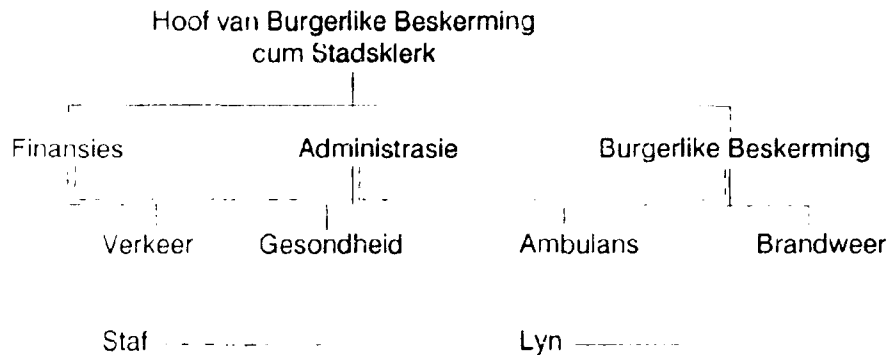 Hoof van Burgerlike Beskerming
cum Stadsklerk
Finansies Administrasie Burgerlike Beskerming
Verkeer Gesondheid Ambulans Brandweer
Staf Lyn